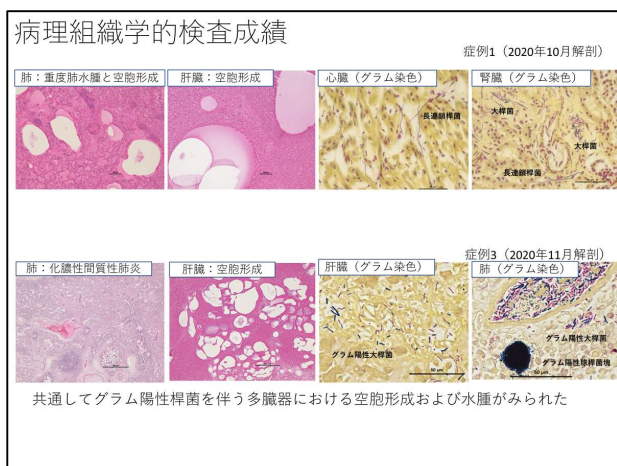 病理組織学的検査成績
症例1（2020年10月解剖）
肺：重度肺水腫と空胞形成
肝臓：空胞形成
心臓（グラム染色）
腎臓（グラム染色）
長連鎖桿菌
大桿菌
大桿菌
長連鎖桿菌
症例3（2020年11月解剖）
肺：化膿性間質性肺炎
肝臓：空胞形成
肝臓（グラム染色）
肺（グラム染色）
グラム陽性大桿菌
50 μm
グラム陽性大桿菌
グラム陽性球桿菌塊
50 μm
共通してグラム陽性桿菌を伴う多臓器における空胞形成および水腫がみられた